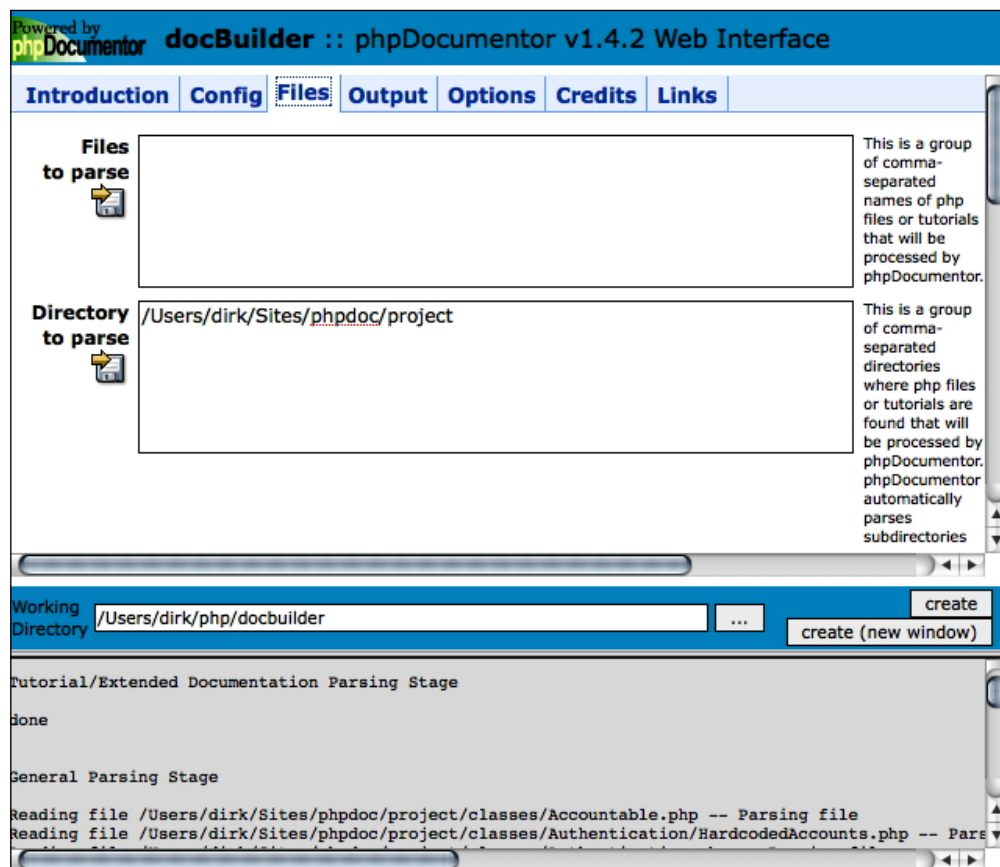 Powered by
phpDocumentor docBuilder :: phpDocumentor v1.4.2 Web Interface
Introduction Config Files Output Options Credits Links
Files
to parse
This is a group
of comma-
separated
names of php
files or tutorials
that will be
processed by
phpDocumentor.
Directory
to parse
/Users/dirk/Sites/phpdoc/project
This is a group
of comma-
separated
directories
where php files
or tutorials are
found that will
be processed by
phpDocumentor.
phpDocumentor
automatically
parses
subdirectories
Working
Directory
/Users/dirk/php/docbuilder
...
create
create (new window)
Tutorial/Extended Documentation Parsing Stage
done
General Parsing Stage
Reading file /Users/dirk/Sites/phpdoc/project/classes/Accountable.php -- Parsing file
Reading file /Users/dirk/Sites/phpdoc/project/classes/Authentication/HardcodedAccounts.php -- Pars